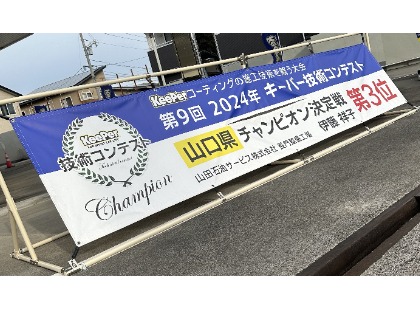 KeePerコーティングの施工技術を競う大会
第9回 2024年 キーパー技術コンテスト
KeePer
技術コンテスト
Champion
山口県 チャンピオン決定戦 第3位
山田石油サービス株式会社
伊藤 祥子